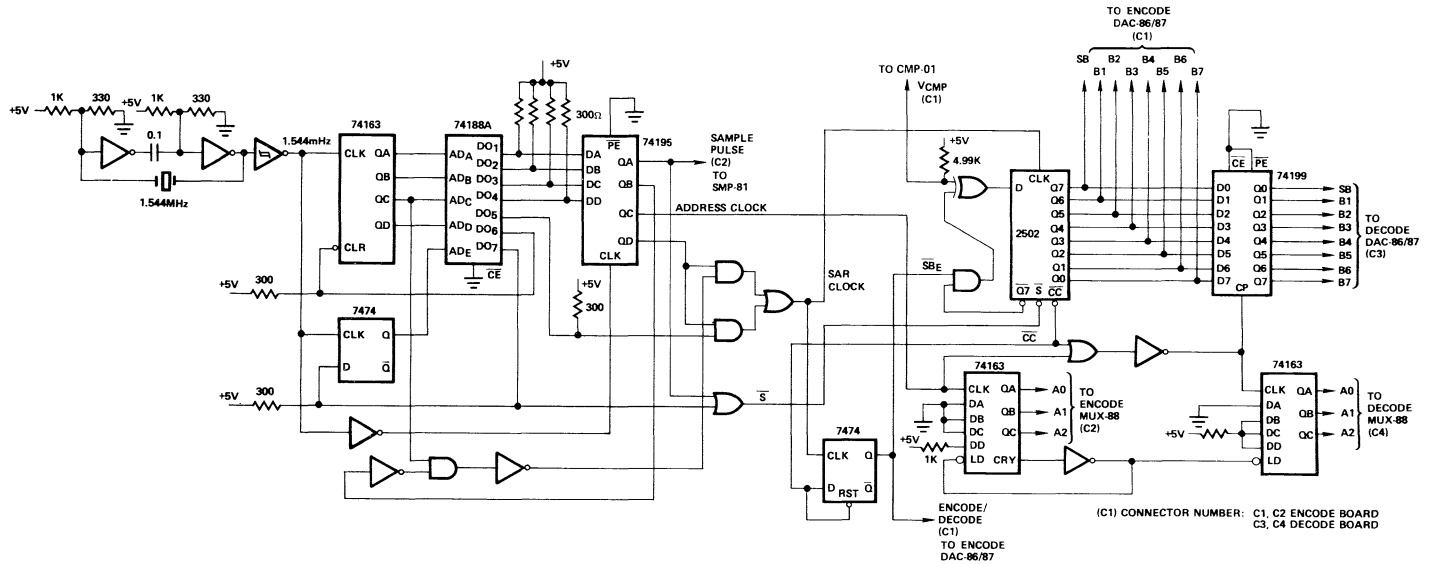 TO ENCODE
DAC-86/87
(C1)
SB
B1
B2
B3
B4
B5
B6
B7
TO CMP-01
VCMP
(C1)
+5V
1K
330
+5V
1K
330
0.1
1.544MHz
1.544mHz
74163
CLK
QA
QB
QC
QD
CLR
74188A
ADA
ADB
ADC
ADD
ADE
DO1
DO2
DO3
DO4
DO5
DO6
DO7
CE
+5V
300Ω
74195
PE
DA
DB
DC
DD
QA
QB
QC
QD
CLK
SAMPLE
PULSE
(C2)
TO
SMP-81
ADDRESS CLOCK
+5V
300
7474
CLK
Q
D
Q
+5V
300
+5V
300
SAR
CLOCK
S
+5V
4.99K
SBE
CLK
D
2502
Q7
Q6
Q5
Q4
Q3
Q2
Q1
Q0
Q7
S
CC
CC
CE
PE
74199
D0
D1
D2
D3
D4
D5
D6
D7
CP
Q0
Q1
Q2
Q3
Q4
Q5
Q6
Q7
SB
B1
B2
B3
B4
B5
B6
B7
TO
DECODE
DAC-86/87
(C3)
7474
CLK
Q
D
Q
RST
ENCODE/
DECODE
(C1)
TO ENCODE
DAC-86/87
74163
CLK
DA
DB
DC
DD
LD
QA
QB
QC
CRY
A0
A1
A2
TO
ENCODE
MUX-88
(C2)
+5V
1K
74163
CLK
DA
DB
DC
DD
LD
QA
QB
QC
A0
A1
A2
TO
DECODE
MUX-88
(C4)
+5V
(C1) CONNECTOR NUMBER: C1, C2 ENCODE BOARD
C3, C4 DECODE BOARD